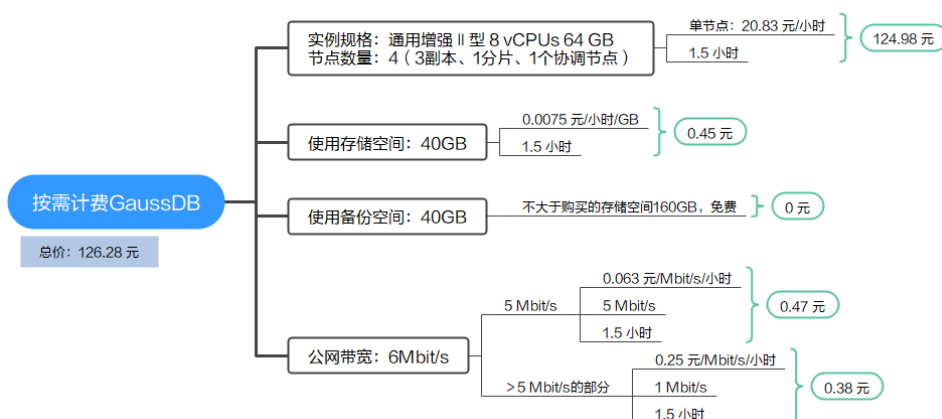 实例规格：通用增强Ⅱ型 8 vCPUs 64 GB
节点数量：4（3副本、1分片、1个协调节点）
单节点：20.83 元/小时
1.5 小时
124.98 元
使用存储空间：40GB
0.0075 元/小时/GB
1.5 小时
0.45 元
按需计费GaussDB
总价：126.28 元
使用备份空间：40GB
不大于购买的存储空间160GB，免费
0 元
公网带宽：6Mbit/s
5 Mbit/s
0.063 元/Mbit/s/小时
5 Mbit/s
1.5 小时
0.47 元
＞5 Mbit/s的部分
0.25 元/Mbit/s/小时
1 Mbit/s
1.5 小时
0.38 元